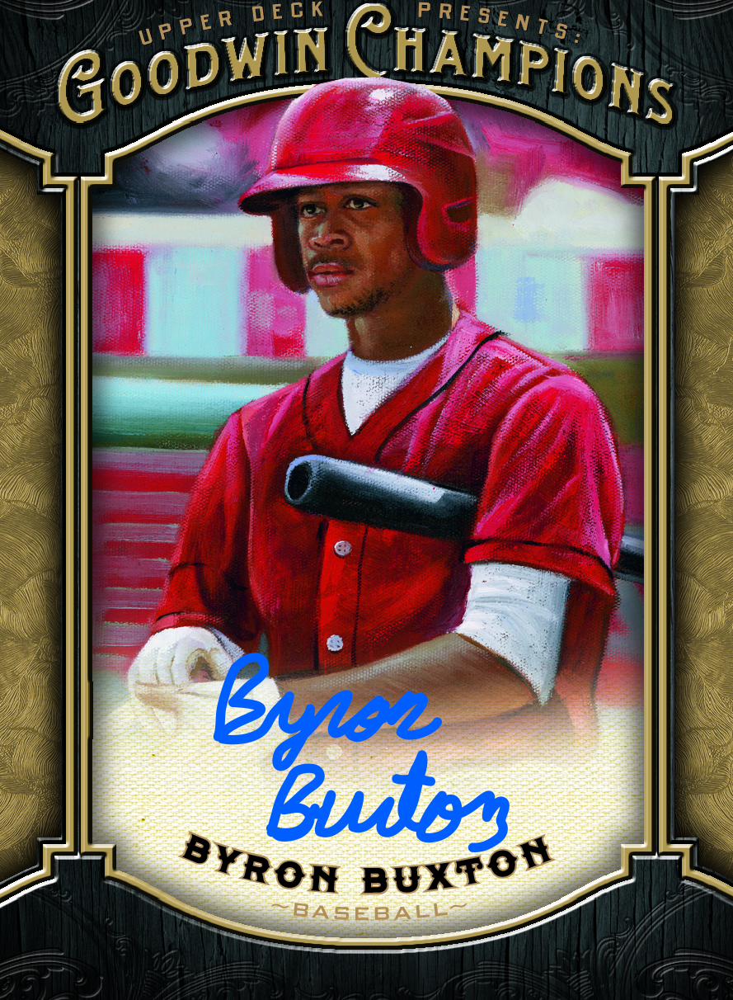 UPPER DECK PRESENTS:
GOODWIN CHAMPIONS
Byron
Buxton
BYRON BUXTON
~BASEBALL~